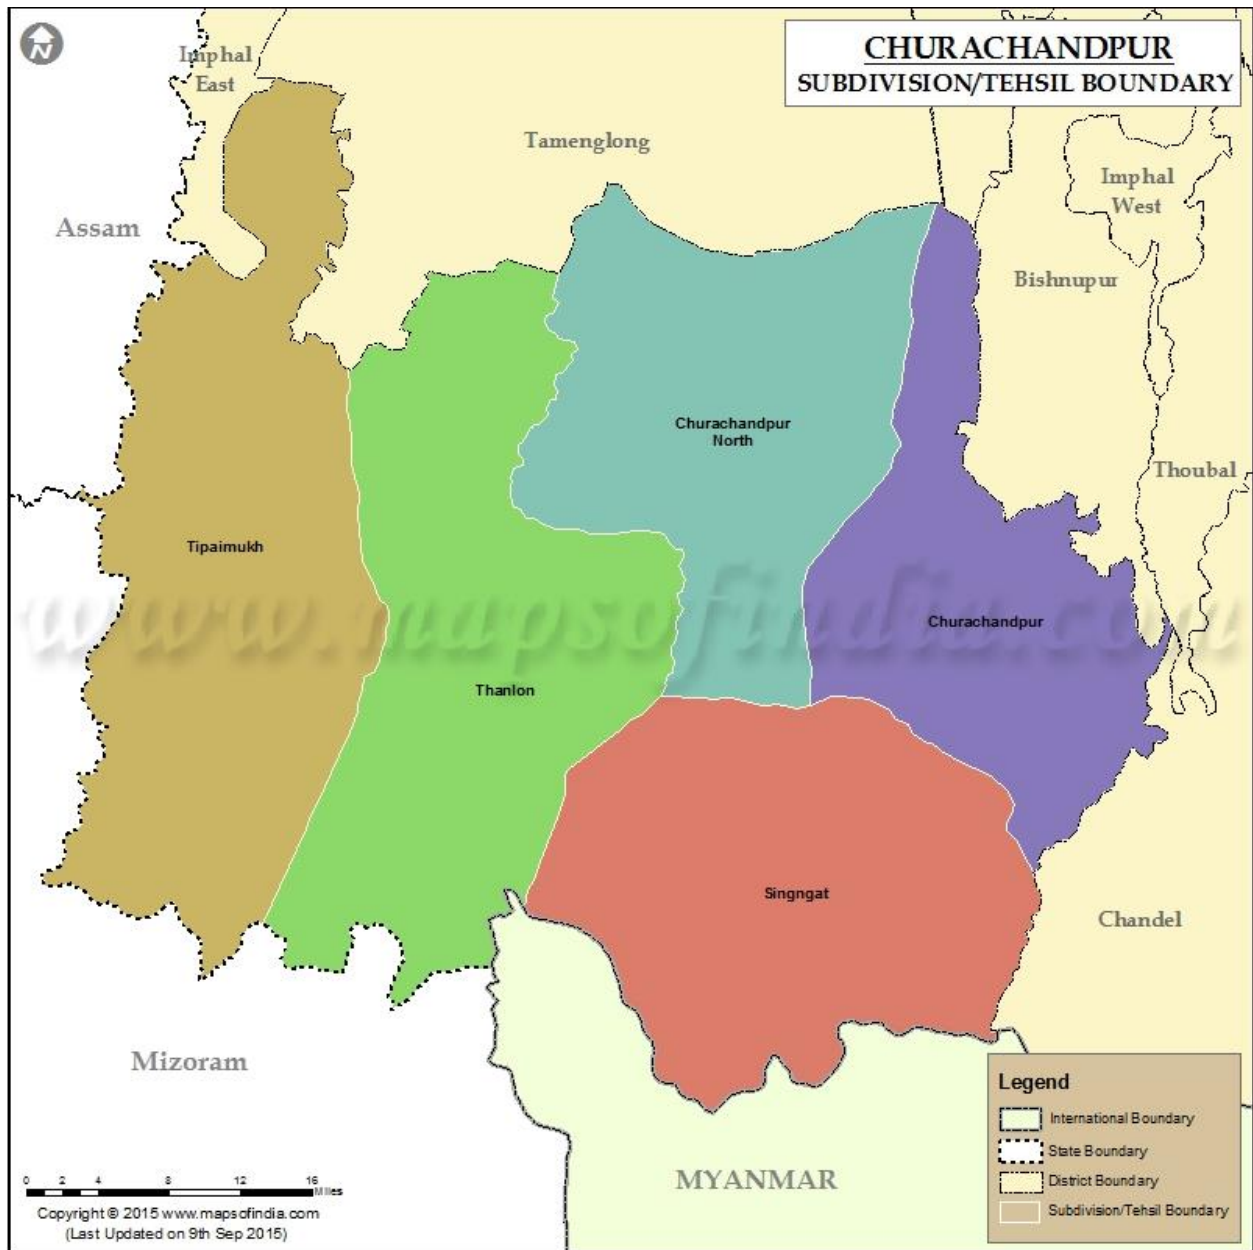 CHURACHANDPUR
SUBDIVISION/TEHSIL BOUNDARY
N
Imphal
East
Tamenglong
Imphal
West
Assam
Bishnupur
Churachandpur
North
Thoubal
Tipaimukh
www.mapsofindia.com
Churachandpur
Thanlon
Singngat
Chandel
Mizoram
MYANMAR
Legend
International Boundary
State Boundary
District Boundary
Subdivision/Tehsil Boundary
0 2 4 8 12 16
Miles
Copyright © 2015 www.mapsofindia.com
(Last Updated on 9th Sep 2015)